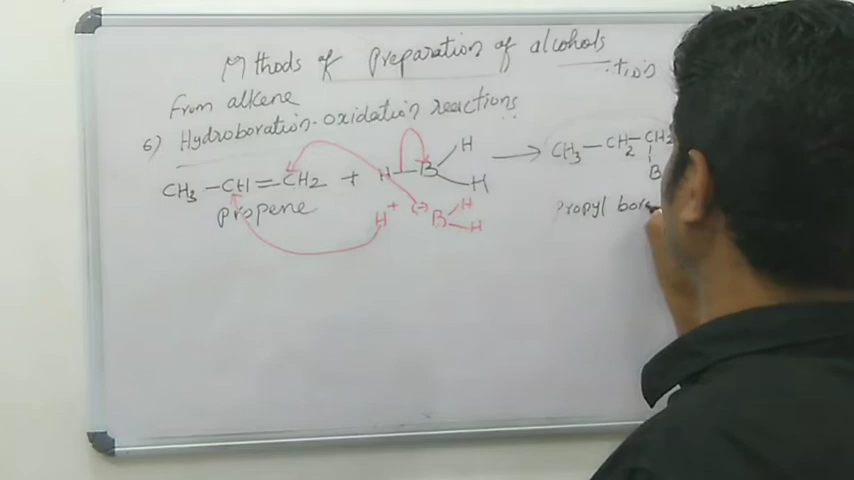 Mthods of Preparation of alcohols
From alkene
6) Hydroboration-oxidation reactions
CH3 – CH = CH2 + H – B H H → CH3 – CH2 – CH2 B
Propene H+ (-) B H H Propyl bor